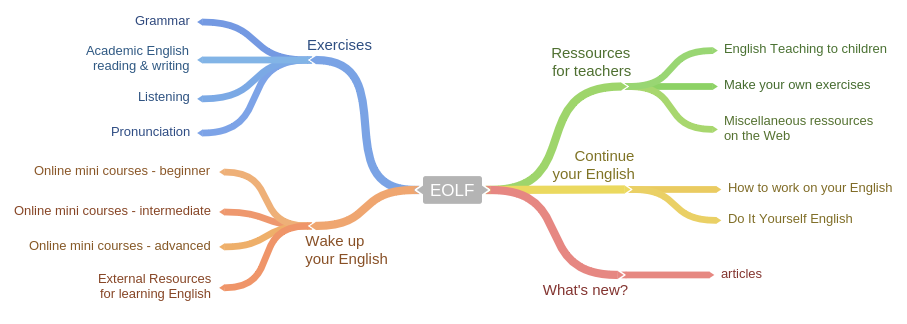 Grammar
Academic English
reading & writing
Listening
Pronunciation
Exercises
Online mini courses - beginner
Online mini courses - intermediate
Online mini courses - advanced
External Resources
for learning English
Wake up
your English
EOLF
Ressources
for teachers
English Teaching to children
Make your own exercises
Miscellaneous ressources
on the Web
Continue
your English
How to work on your English
Do It Yourself English
What's new?
articles